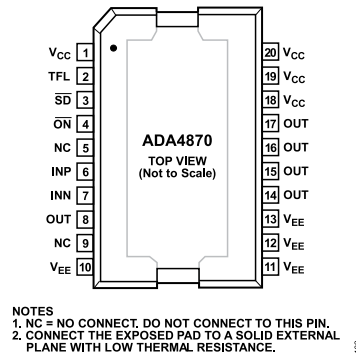 VCC 1
TFL 2
S̅D̅ 3
O̅N̅ 4
NC 5
INP 6
INN 7
OUT 8
NC 9
VEE 10
ADA4870
TOP VIEW
(Not to Scale)
20 VCC
19 VCC
18 VCC
17 OUT
16 OUT
15 OUT
14 OUT
13 VEE
12 VEE
11 VEE
NOTES
1. NC = NO CONNECT. DO NOT CONNECT TO THIS PIN.
2. CONNECT THE EXPOSED PAD TO A SOLID EXTERNAL
PLANE WITH LOW THERMAL RESISTANCE.